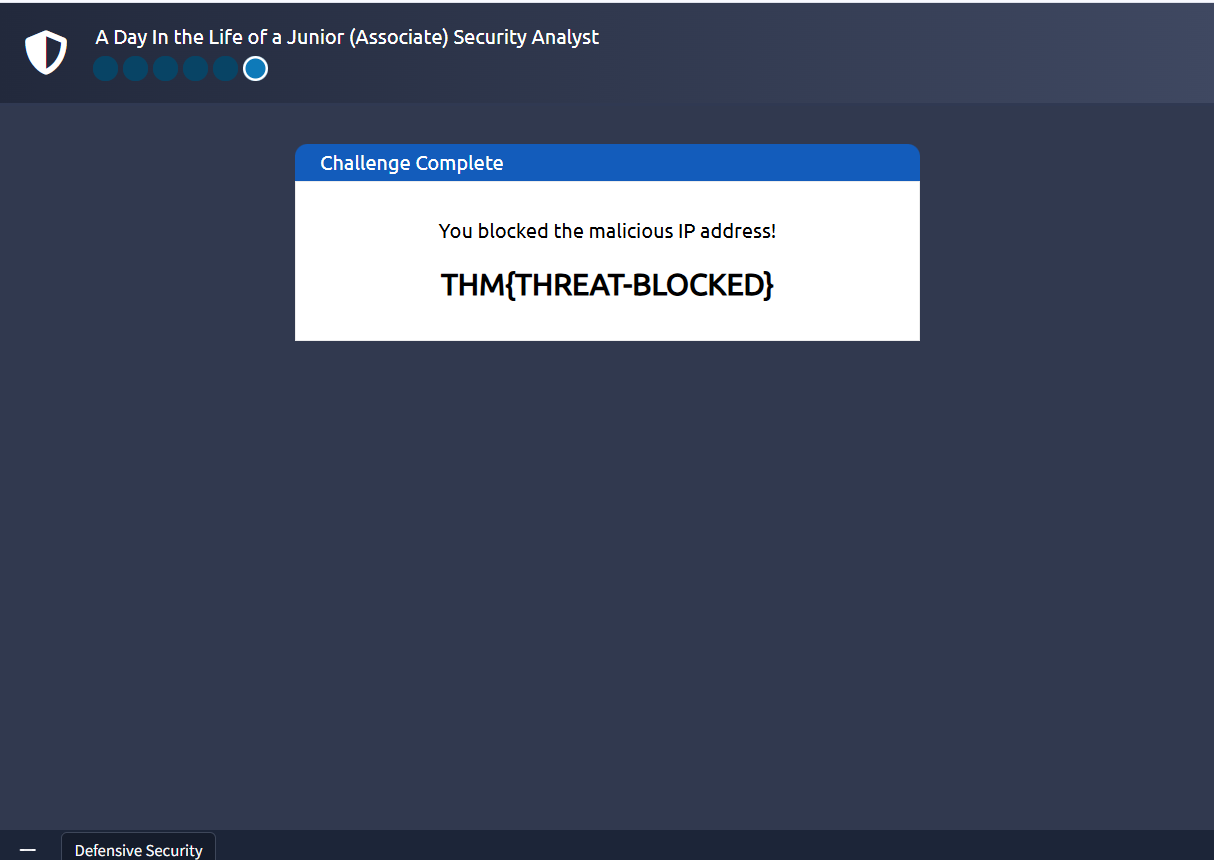 A Day In the Life of a Junior (Associate) Security Analyst
Challenge Complete
You blocked the malicious IP address!
THM{THREAT-BLOCKED}
Defensive Security